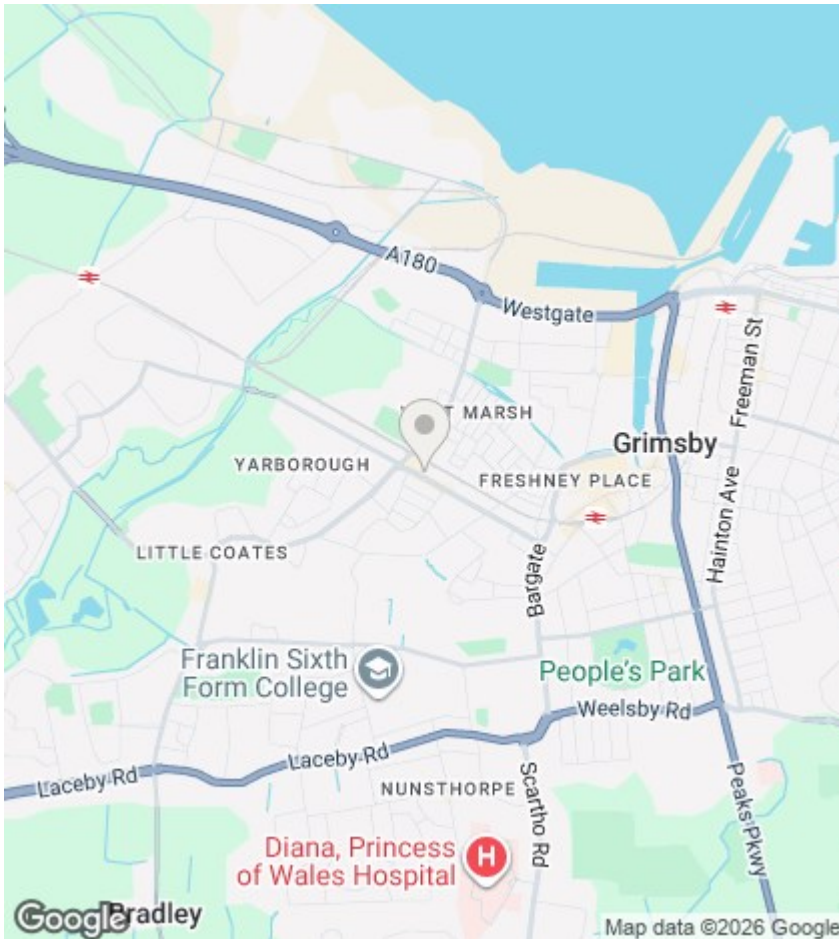 A180
Westgate
Freeman St
MARSH
Grimsby
YARBOROUGH
FRESHNEY PLACE
Hainton Ave
LITTLE COATES
Bargate
Franklin Sixth
Form College
People's Park
Weelsby Rd
Laceby Rd
Laceby Rd
NUNSTHORPE
Scartho Rd
Peaks Pkwy
Diana, Princess
of Wales Hospital
H
Google
Bradley
Map data ©2026 Google